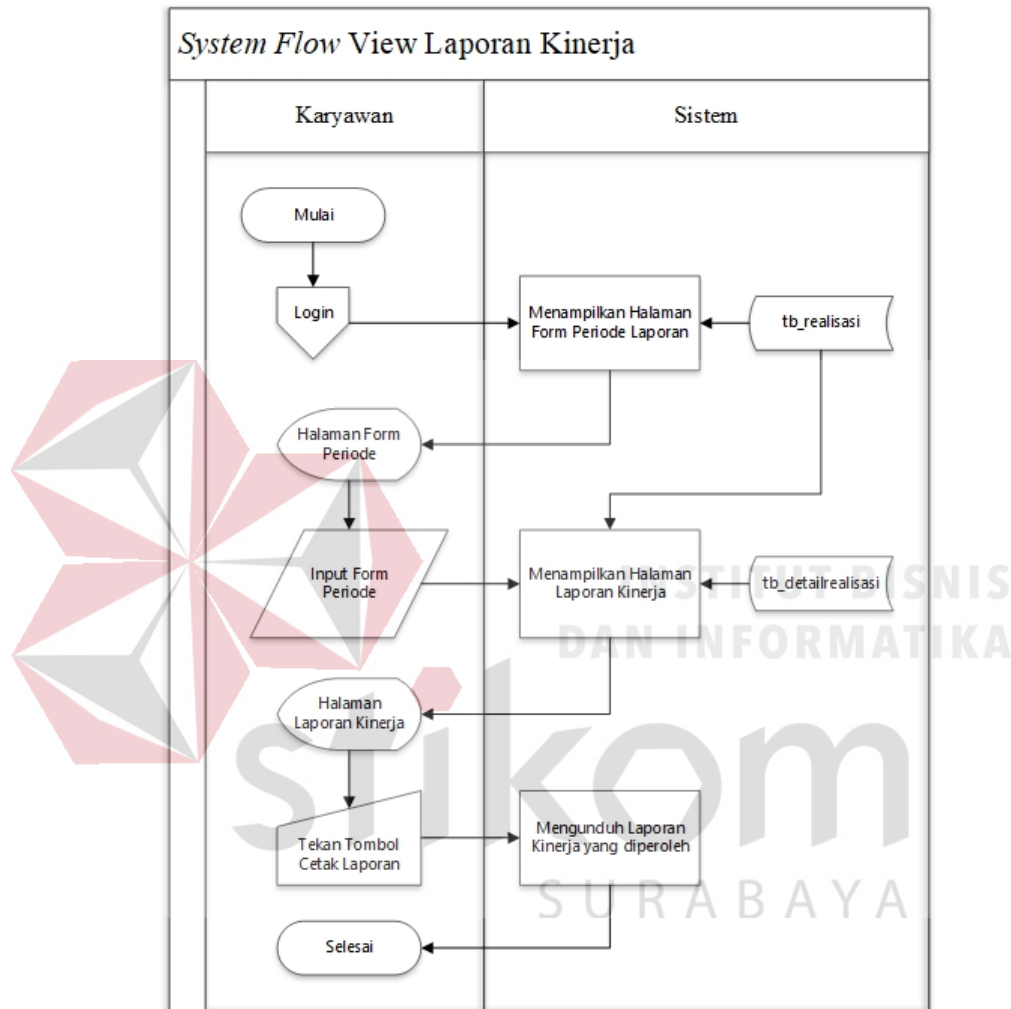 System Flow View Laporan Kinerja
Karyawan
Sistem
Mulai
Login
Menampilkan Halaman
Form Periode Laporan
tb_realisasi
Halaman Form
Periode
Input Form
Periode
Menampilkan Halaman
Laporan Kinerja
tb_detailrealisasi
INSTITUT BISNIS
DAN INFORMATIKA
Halaman
Laporan Kinerja
stikom
Tekan Tombol
Cetak Laporan
Mengunduh Laporan
Kinerja yang diperoleh
SURABAYA
Selesai